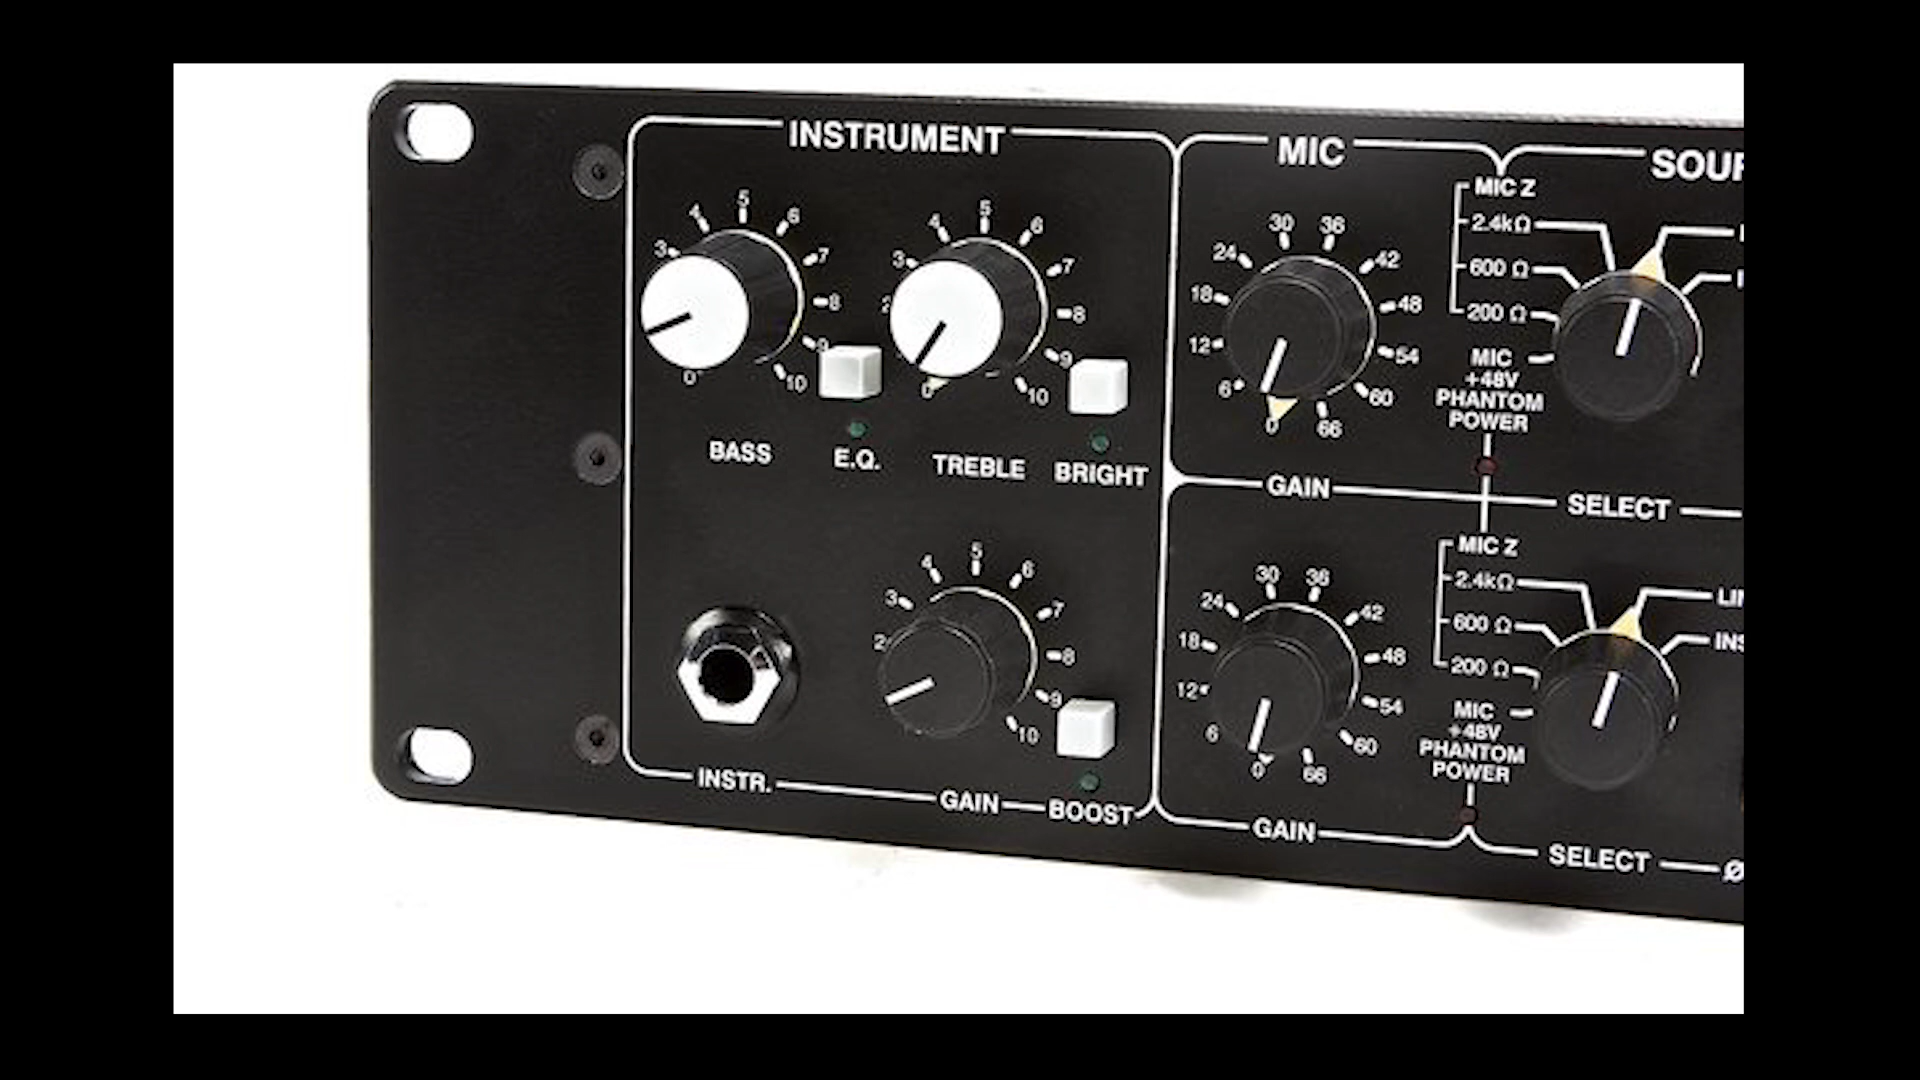 INSTRUMENT
3 4 5 6 7 8 9 10 0
BASS
E.Q.
2 3 4 5 6 7 8 9 10 0
TREBLE
BRIGHT
INSTR.
2 3 4 5 6 7 8 9 10
GAIN
BOOST
MIC
0 6 12 18 24 30 36 42 48 54 60 66
GAIN
MIC Z
2.4kΩ
600 Ω
200 Ω
MIC
+48V
PHANTOM
POWER
SELECT
0 6 12 18 24 30 36 42 48 54 60 66
GAIN
MIC Z
2.4kΩ
600 Ω
200 Ω
MIC
+48V
PHANTOM
POWER
SELECT
Ø